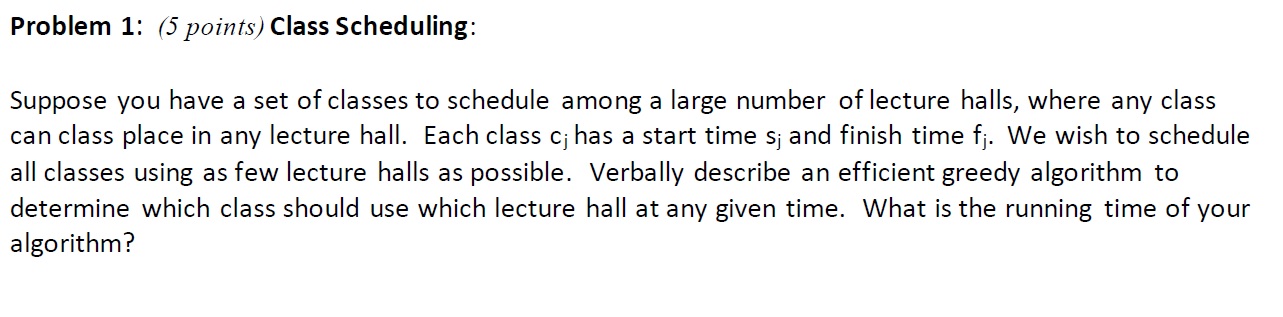 Problem 1: (5 points) Class Scheduling:
Suppose you have a set of classes to schedule among a large number of lecture halls, where any class
can class place in any lecture hall. Each class cj has a start time sj and finish time fj. We wish to schedule
all classes using as few lecture halls as possible. Verbally describe an efficient greedy algorithm to
determine which class should use which lecture hall at any given time. What is the running time of your
algorithm?